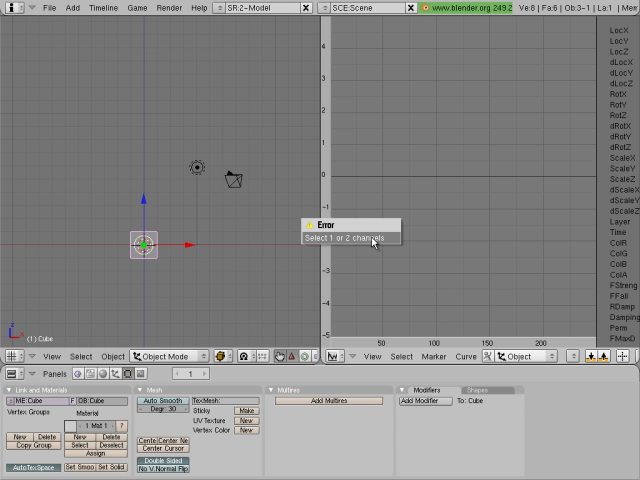 File Add Timeline Game Render Help SR:2-Model X SCE:Scene X www.blender.org 249.2 Ve:8 | Fa:6 | Ob:3-1 | La:1 | Mem
4
3
2
1
0
-1
-3
-4
-5
50 100 150 200
LocX
LocY
LocZ
dLocX
dLocY
dLocZ
RotX
RotY
RotZ
dRotX
dRotY
dRotZ
ScaleX
ScaleY
ScaleZ
dScaleX
dScaleY
dScaleZ
Layer
Time
ColR
ColG
ColB
ColA
FStreng
FFall
RDamp
Damping
Perm
FMaxD
Error
Select 1 or 2 channels
z
x
(1) Cube
View Select Object Object Mode
View Select Marker Curve Object
Panels 1
Link and Materials
ME:Cube F OB:Cube
Vertex Groups Material
1 Mat 1 ?
New Delete New Delete
Copy Group Select Deselect
Assign
AutoTexSpace Set Smoo Set Solid
Mesh
Auto Smooth
Degr: 30
TexMesh:
Sticky Make
UV Texture New
Vertex Color New
Cente Center Ne
Center Cursor
Double Sided
No V.Normal Flip
Multires
Add Multires
Modifiers Shapes
Add Modifier To: Cube